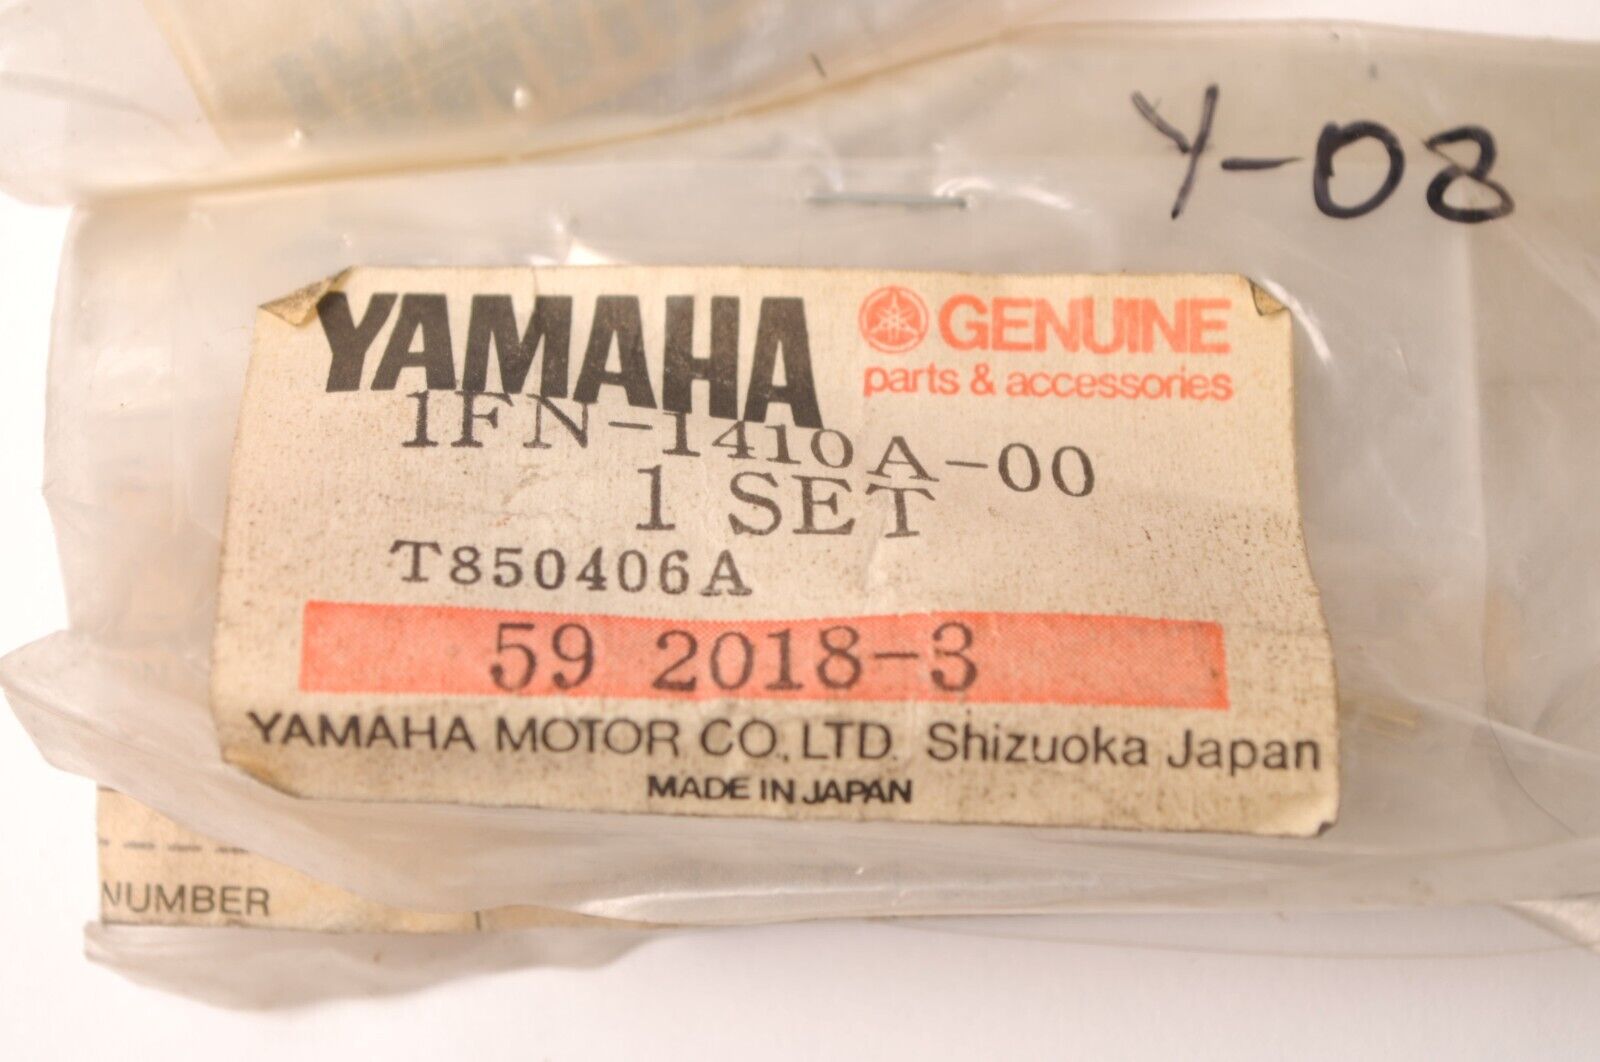 Y-08
YAMAHA GENUINE
parts & accessories
1FN-1410A-00
1 SET
T850406A
59 2018-3
YAMAHA MOTOR CO., LTD. Shizuoka Japan
MADE IN JAPAN
NUMBER